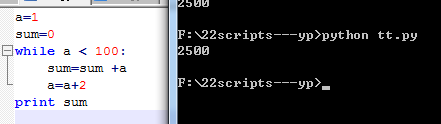 a=1
sum=0
while a < 100:
sum=sum +a
a=a+2
print sum
2500
F:\22scripts---yp>python tt.py
2500
F:\22scripts---yp>_